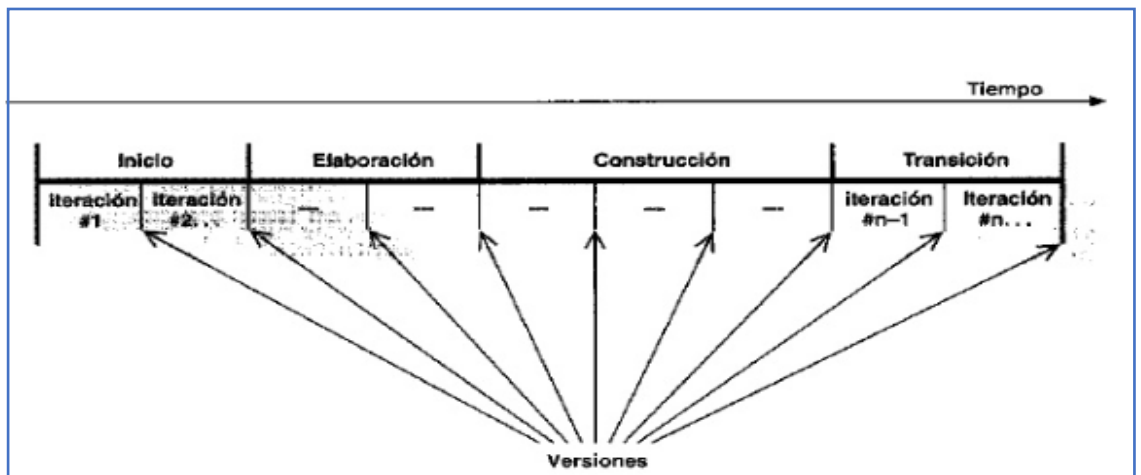 Tiempo
Inicio Elaboración Construcción Transición
iteración #1 iteración #2... — --- — — --- iteración #n–1 iteración #n...
Versiones